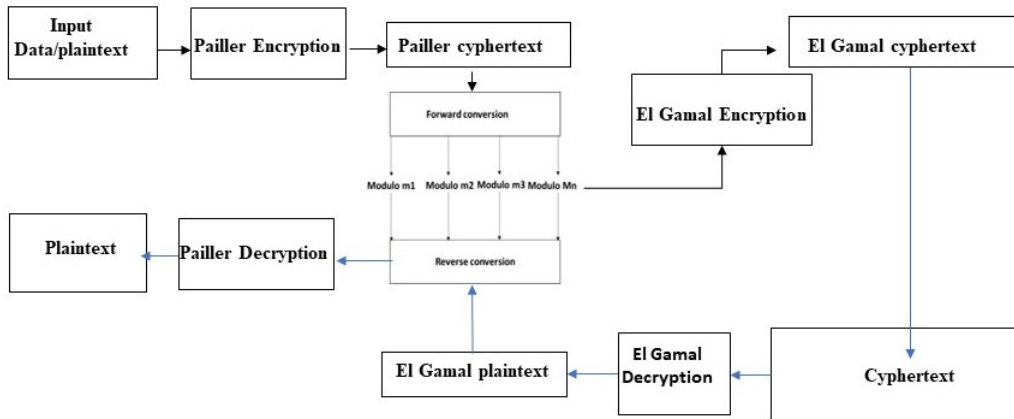 Input
Data/plaintext
Pailler Encryption
Pailler cyphertext
El Gamal cyphertext
Forward conversion
El Gamal Encryption
Modulo m1 Modulo m2 Modulo m3 Modulo Mn
Plaintext
Pailler Decryption
Reverse conversion
El Gamal plaintext
El Gamal
Decryption
Cyphertext